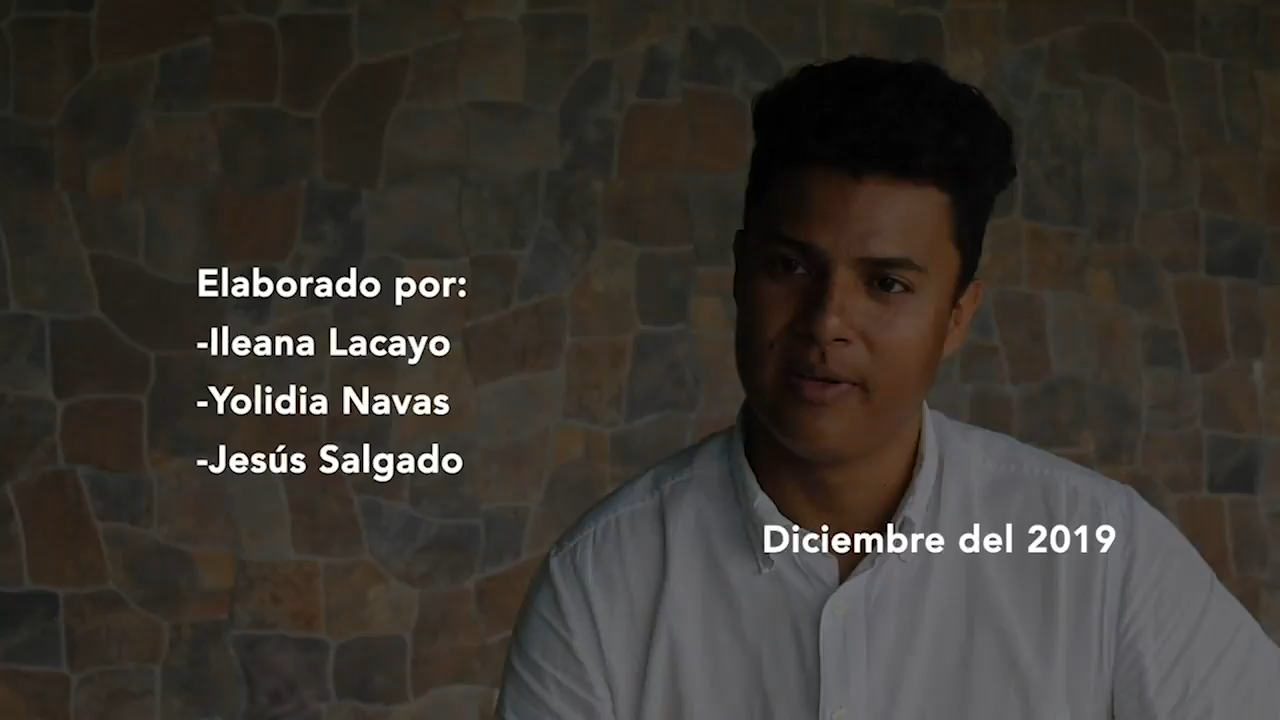 Elaborado por:
-Ileana Lacayo
-Yolidia Navas
-Jesús Salgado
Diciembre del 2019